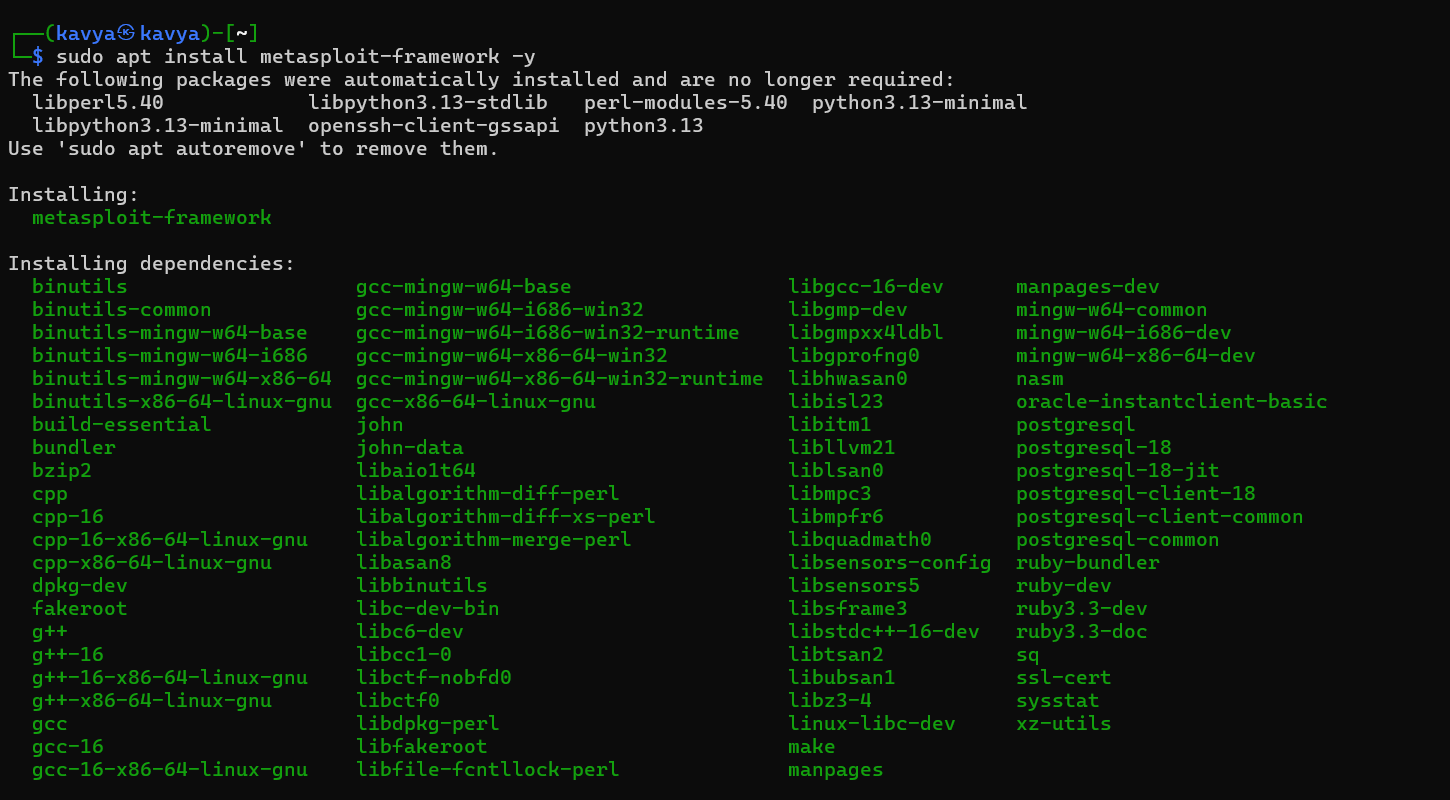 ┌──(kavya㉿kavya)-[~]
└─$ sudo apt install metasploit-framework -y
The following packages were automatically installed and are no longer required:
  libperl5.40            libpython3.13-stdlib   perl-modules-5.40  python3.13-minimal
  libpython3.13-minimal  openssh-client-gssapi  python3.13
Use 'sudo apt autoremove' to remove them.

Installing:
  metasploit-framework

Installing dependencies:
  binutils                   gcc-mingw-w64-base                  libgcc-16-dev      manpages-dev
  binutils-common            gcc-mingw-w64-i686-win32            libgmp-dev         mingw-w64-common
  binutils-mingw-w64-base    gcc-mingw-w64-i686-win32-runtime    libgmpxx4ldbl      mingw-w64-i686-dev
  binutils-mingw-w64-i686    gcc-mingw-w64-x86-64-win32          libgprofng0        mingw-w64-x86-64-dev
  binutils-mingw-w64-x86-64  gcc-mingw-w64-x86-64-win32-runtime  libhwasan0         nasm
  binutils-x86-64-linux-gnu  gcc-x86-64-linux-gnu                libisl23           oracle-instantclient-basic
  build-essential            john                                libitm1            postgresql
  bundler                    john-data                           libllvm21          postgresql-18
  bzip2                      libaio1t64                          liblsan0           postgresql-18-jit
  cpp                        libalgorithm-diff-perl              libmpc3            postgresql-client-18
  cpp-16                     libalgorithm-diff-xs-perl           libmpfr6           postgresql-client-common
  cpp-16-x86-64-linux-gnu    libalgorithm-merge-perl             libquadmath0       postgresql-common
  cpp-x86-64-linux-gnu       libasan8                            libsensors-config  ruby-bundler
  dpkg-dev                   libbinutils                         libsensors5        ruby-dev
  fakeroot                   libc-dev-bin                        libsframe3         ruby3.3-dev
  g++                        libc6-dev                           libstdc++-16-dev   ruby3.3-doc
  g++-16                     libcc1-0                            libtsan2           sq
  g++-16-x86-64-linux-gnu    libctf-nobfd0                       libubsan1          ssl-cert
  g++-x86-64-linux-gnu       libctf0                             libz3-4            sysstat
  gcc                        libdpkg-perl                        linux-libc-dev     xz-utils
  gcc-16                     libfakeroot                         make
  gcc-16-x86-64-linux-gnu    libfile-fcntllock-perl              manpages